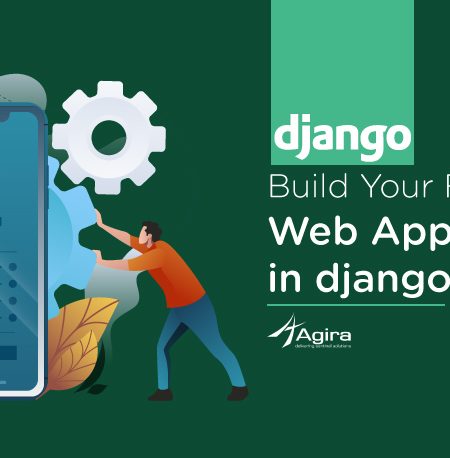 django
Build Your
Web App
in django
Agira
delivering sentinel solutions